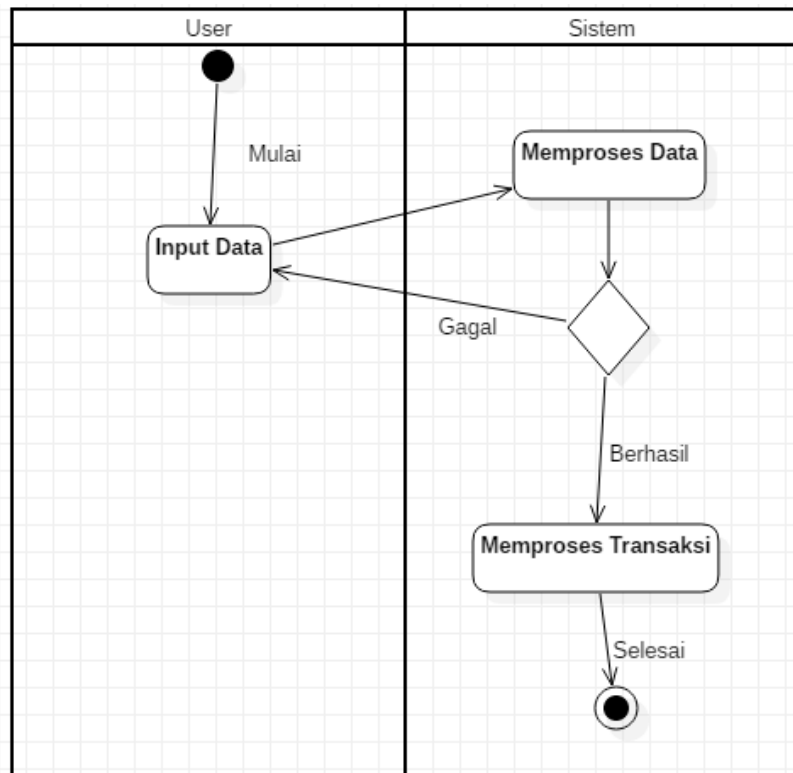 User
Sistem
Mulai
Memproses Data
Input Data
Gagal
Berhasil
Memproses Transaksi
Selesai